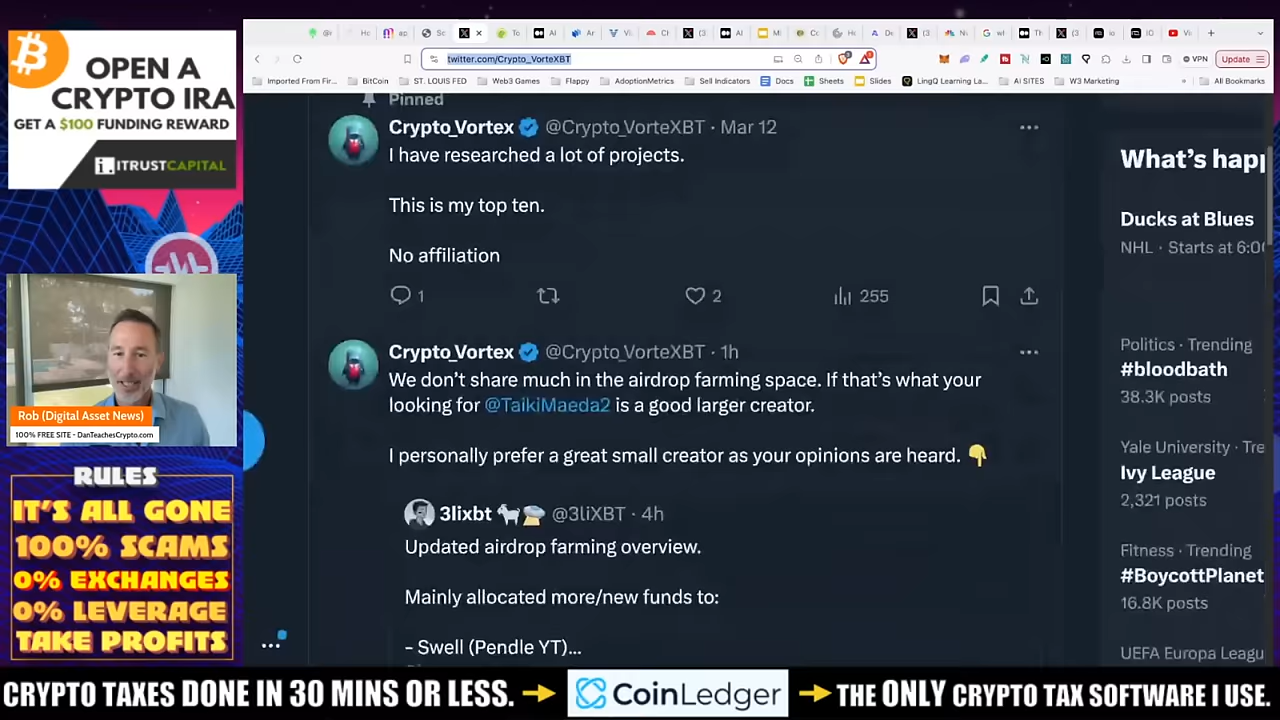 OPEN A
CRYPTO IRA
GET A $100 FUNDING REWARD
ITRUSTCAPITAL
Rob (Digital Asset News)
100% FREE SITE - DanTeachesCrypto.com
RULES
IT'S ALL GONE
100% SCAMS
0% EXCHANGES
0% LEVERAGE
TAKE PROFITS
twitter.com/Crypto_VorteXBT
VPN
Update
Imported From Fir...
BitCoin
ST. LOUIS FED
Web3 Games
Flappy
AdoptionMetrics
Sell Indicators
Docs
Sheets
Slides
LingQ Learning La...
AI SITES
W3 Marketing
All Bookmarks
Pinned
Crypto_Vortex @Crypto_VorteXBT · Mar 12
I have researched a lot of projects.
This is my top ten.
No affiliation
1
2
255
Crypto_Vortex @Crypto_VorteXBT · 1h
We don't share much in the airdrop farming space. If that's what your
looking for @TaikiMaeda2 is a good larger creator.
I personally prefer a great small creator as your opinions are heard. 👇
3lixbt 🐐 @3liXBT · 4h
Updated airdrop farming overview.
Mainly allocated more/new funds to:
- Swell (Pendle YT)...
What's happ
Ducks at Blues
NHL · Starts at 6:00
Politics · Trending
#bloodbath
38.3K posts
Yale University · Tre
Ivy League
2,321 posts
Fitness · Trending
#BoycottPlanet
16.8K posts
UEFA Europa Leagu
CRYPTO TAXES DONE IN 30 MINS OR LESS.
CoinLedger
THE ONLY CRYPTO TAX SOFTWARE I USE.